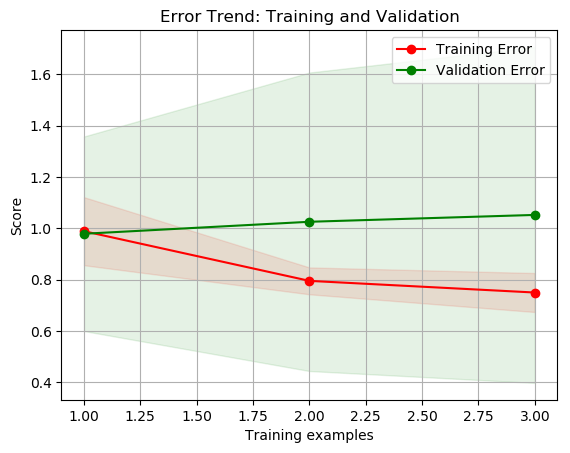 Error Trend: Training and Validation
Training Error
Validation Error
Score
1.6
1.4
1.2
1.0
0.8
0.6
0.4
1.00 1.25 1.50 1.75 2.00 2.25 2.50 2.75 3.00
Training examples